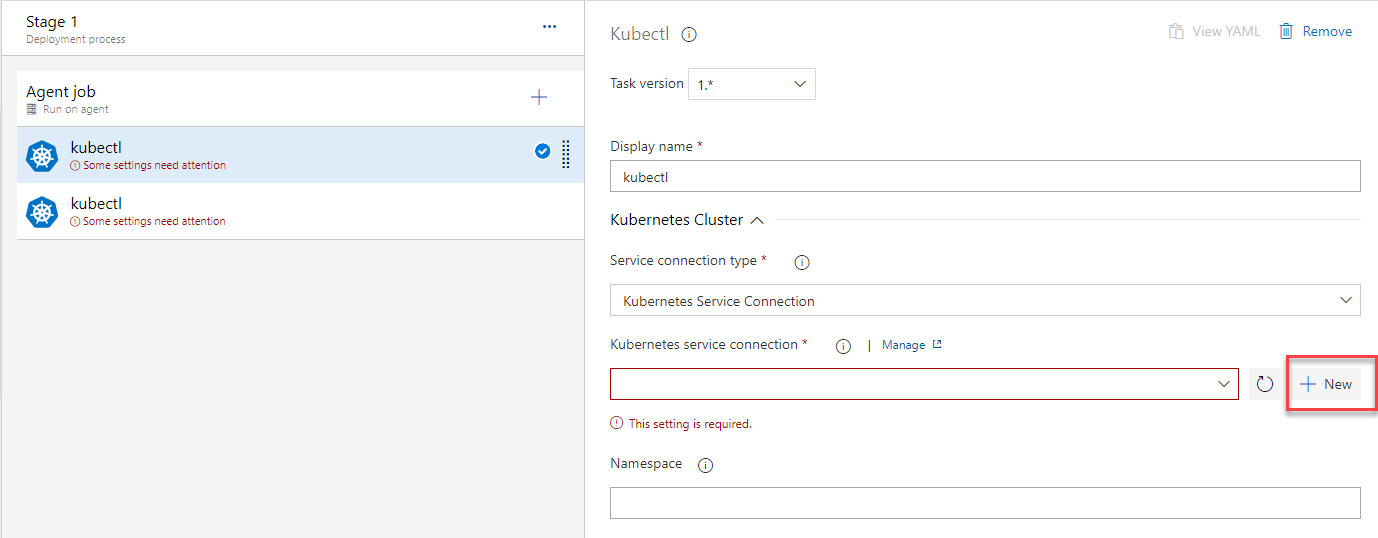 Stage 1
Deployment process
Agent job
Run on agent
kubectl
Some settings need attention
kubectl
Some settings need attention
Kubectl
View YAML
Remove
Task version 1.*
Display name *
kubectl
Kubernetes Cluster
Service connection type *
Kubernetes Service Connection
Kubernetes service connection * | Manage
New
This setting is required.
Namespace